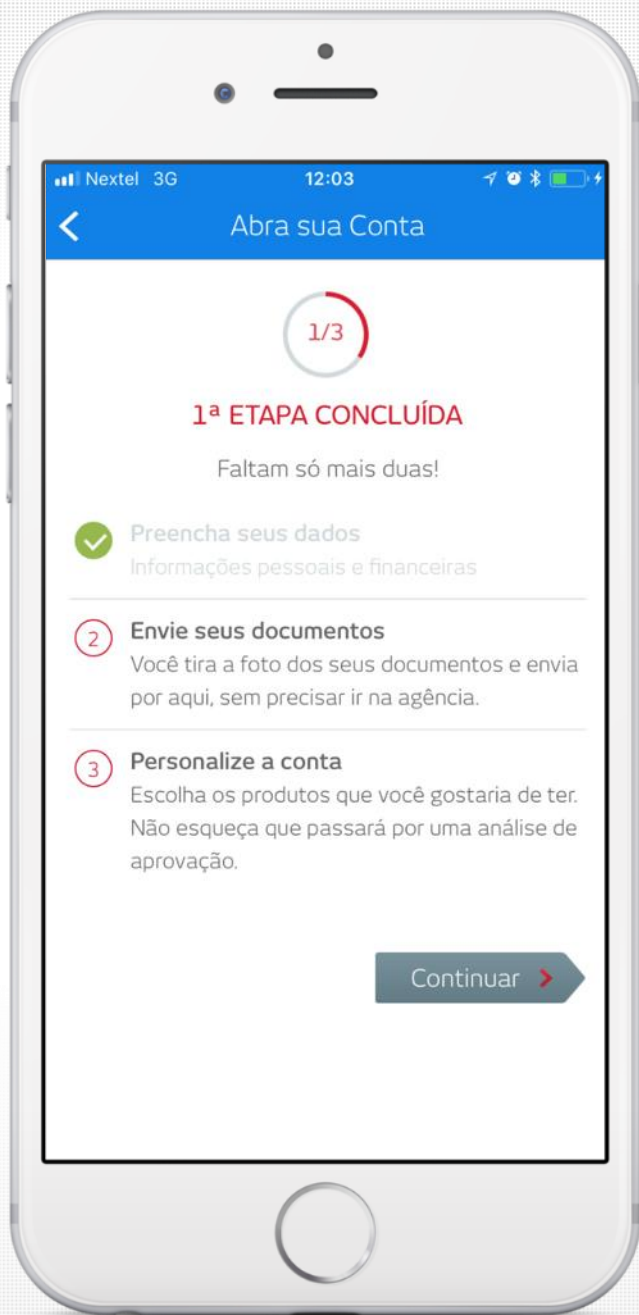 Nextel 3G 12:03
Abra sua Conta
1/3
1ª ETAPA CONCLUÍDA
Faltam só mais duas!
Preencha seus dados
Informações pessoais e financeiras
2 Envie seus documentos
Você tira a foto dos seus documentos e envia
por aqui, sem precisar ir na agência.
3 Personalize a conta
Escolha os produtos que você gostaria de ter.
Não esqueça que passará por uma análise de
aprovação.
Continuar